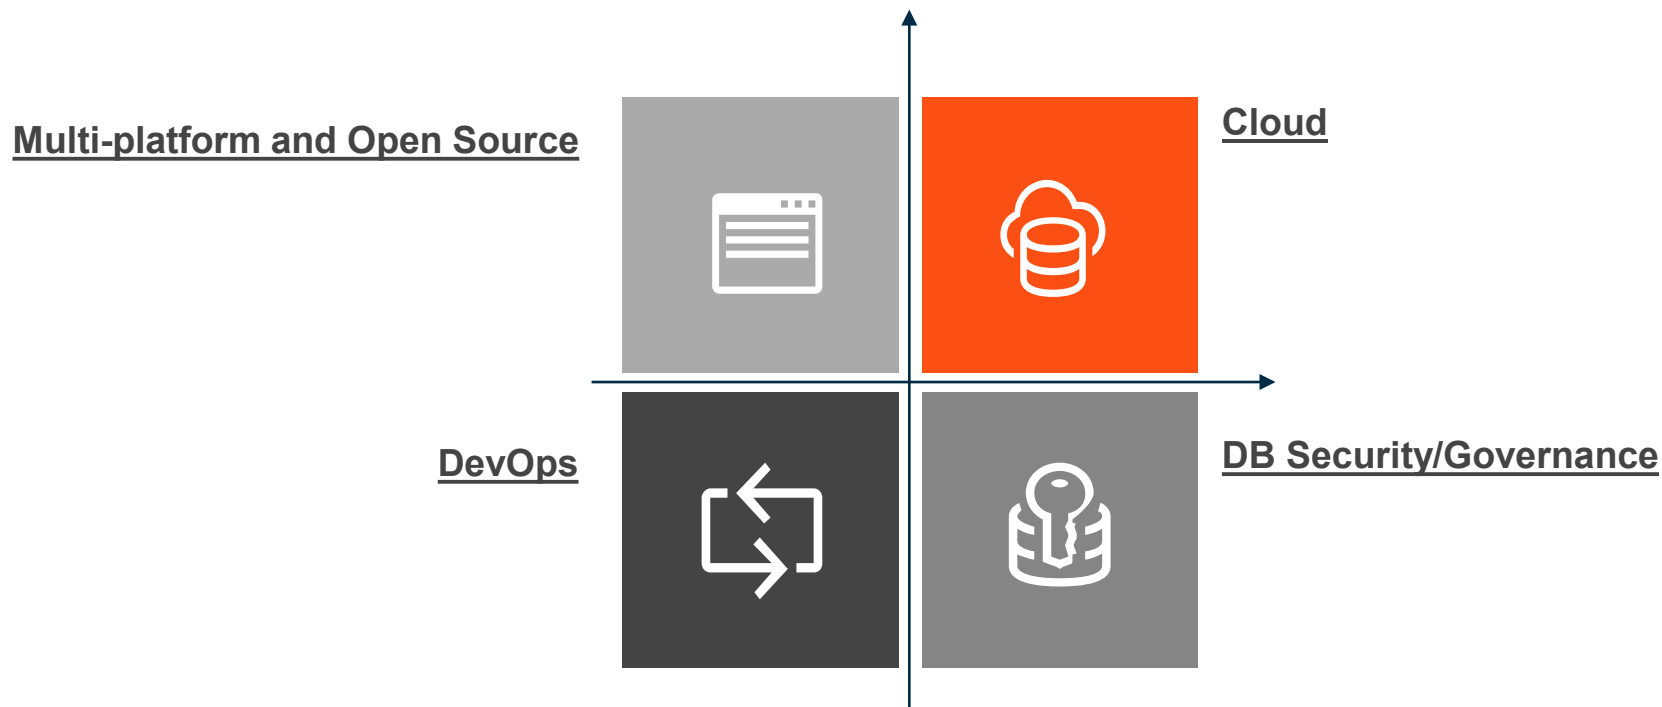 Multi-platform and Open Source
Cloud
DevOps
DB Security/Governance